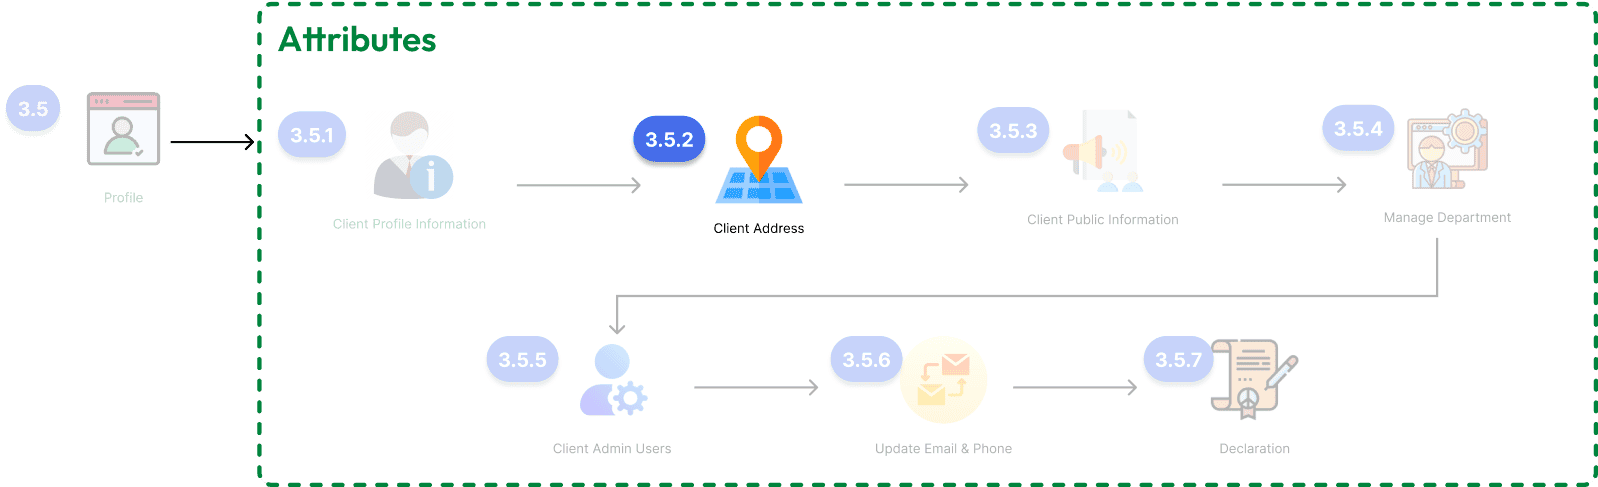 Attributes
3.5
Profile
3.5.1
Client Profile Information
3.5.2
Client Address
3.5.3
Client Public Information
3.5.4
Manage Department
3.5.5
Client Admin Users
3.5.6
Update Email & Phone
3.5.7
Declaration